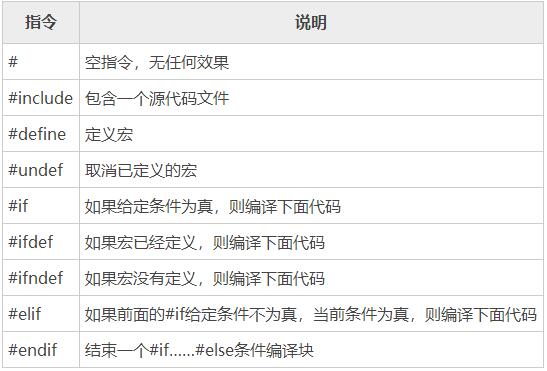 指令 说明
# 空指令，无任何效果
#include 包含一个源代码文件
#define 定义宏
#undef 取消已定义的宏
#if 如果给定条件为真，则编译下面代码
#ifdef 如果宏已经定义，则编译下面代码
#ifndef 如果宏没有定义，则编译下面代码
#elif 如果前面的#if给定条件不为真，当前条件为真，则编译下面代码
#endif 结束一个#if……#else条件编译块